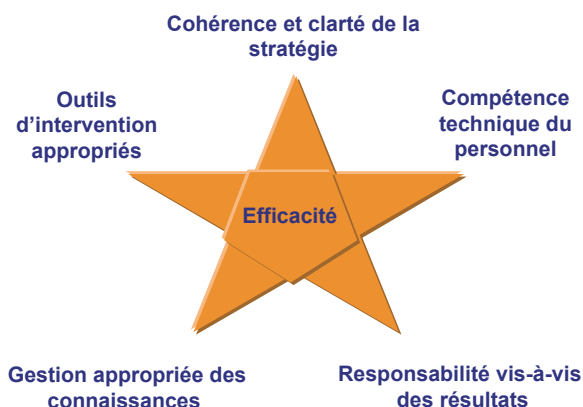 Cohérence et clarté de la
stratégie
Outils
d’intervention
appropriés
Compétence
technique du
personnel
Efficacité
Gestion appropriée des
connaissances
Responsabilité vis-à-vis
des résultats